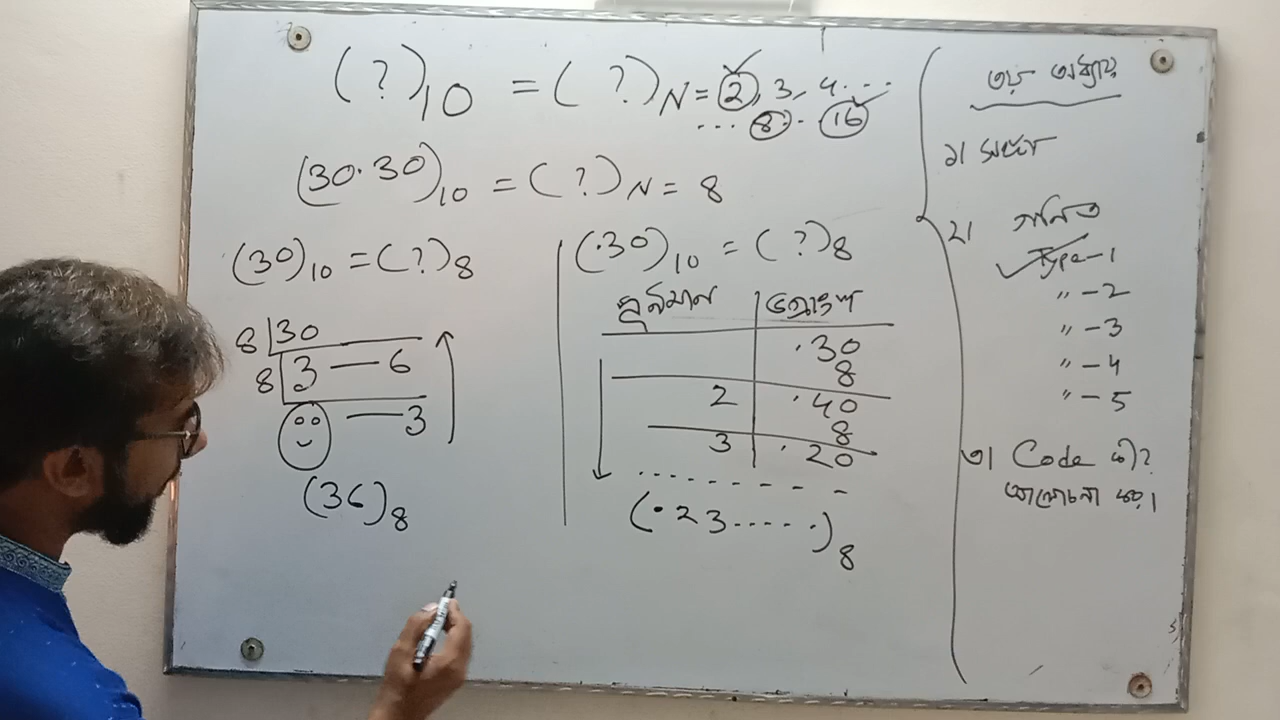 (?)10 = (?)N = 2, 3, 4...
... 8.. 16
(30.30)10 = (?)N = 8
(30)10 = (?)8
8 30
8 3 — 6
— 3
(36)8
(.30)10 = (?)8
পূর্নমান ভগ্নাংশ
.30
8
2 .40
8
3 .20
.........
(.23.....)8
৩য় অধ্যায়
১। সংজ্ঞা
২। গনিত
Type-1
" -2
" -3
" -4
" -5
৩। Code কী?
আলোচনা কর।